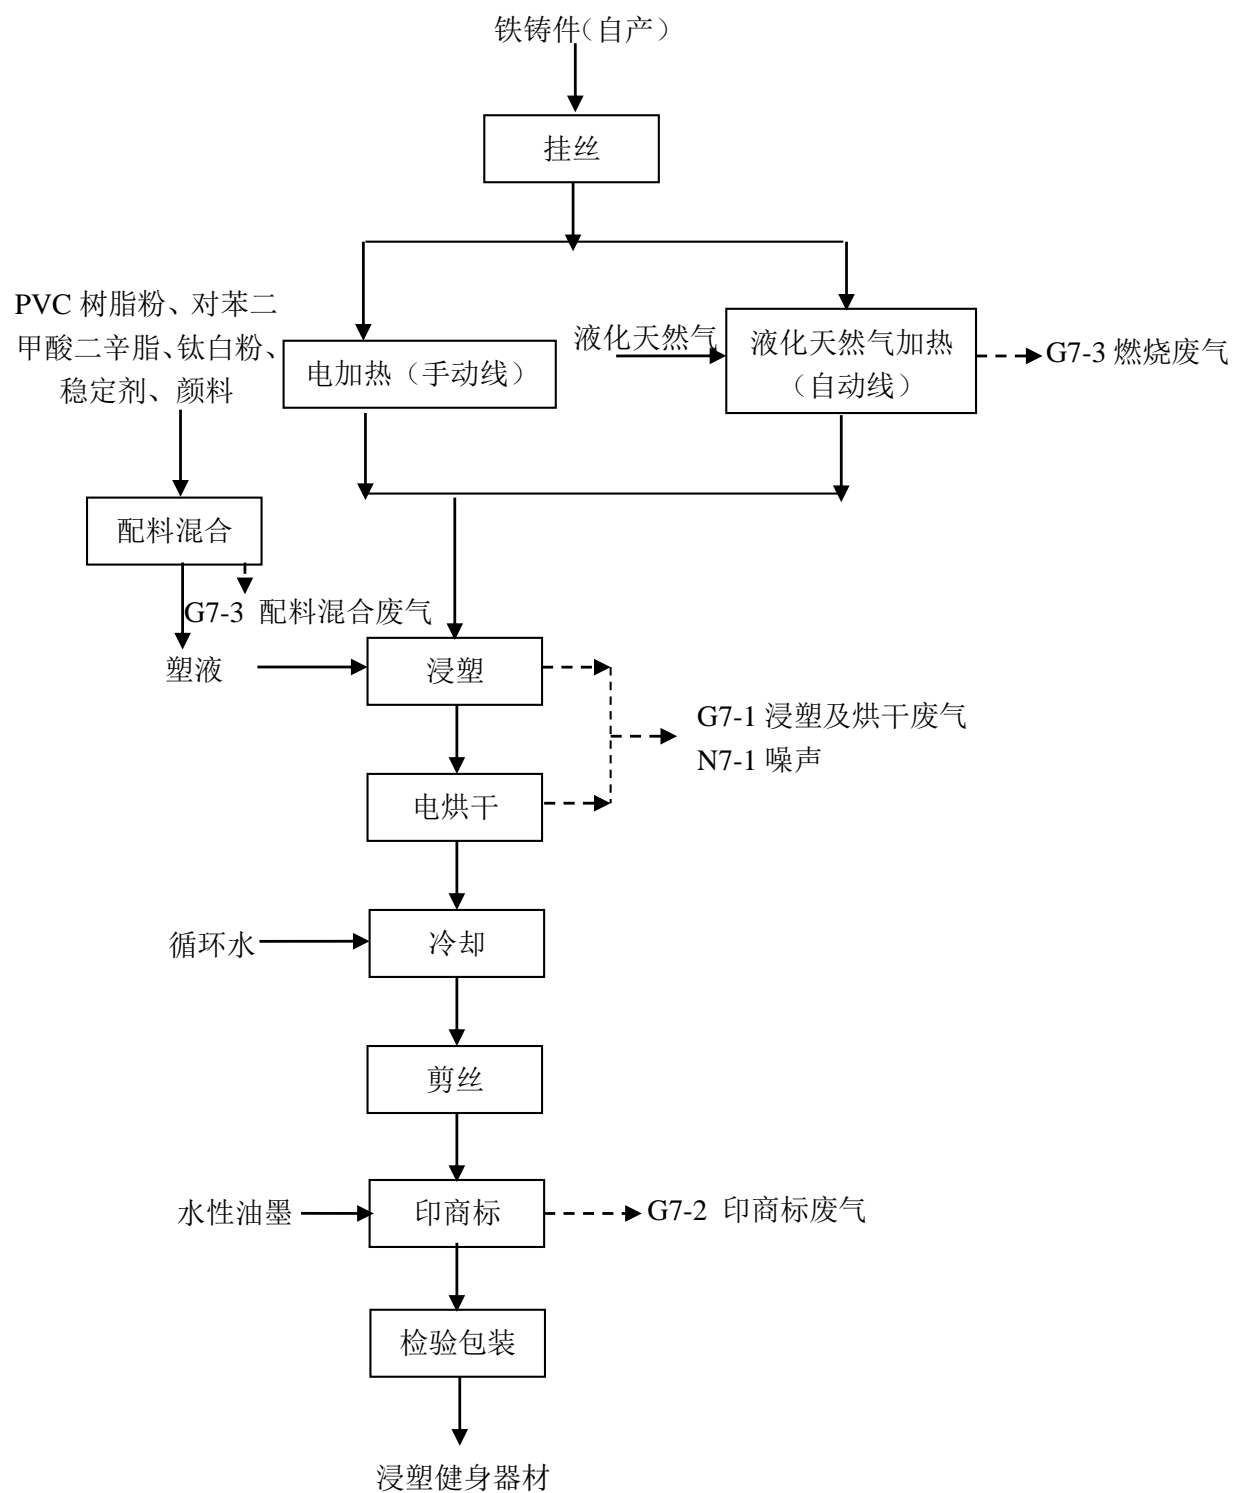 铁铸件（自产）
挂丝
PVC 树脂粉、对苯二
甲酸二辛脂、钛白粉、
稳定剂、颜料
电加热（手动线）
液化天然气
液化天然气加热
（自动线）
G7-3 燃烧废气
配料混合
G7-3 配料混合废气
塑液
浸塑
G7-1 浸塑及烘干废气
N7-1 噪声
电烘干
循环水
冷却
剪丝
水性油墨
印商标
G7-2 印商标废气
检验包装
浸塑健身器材